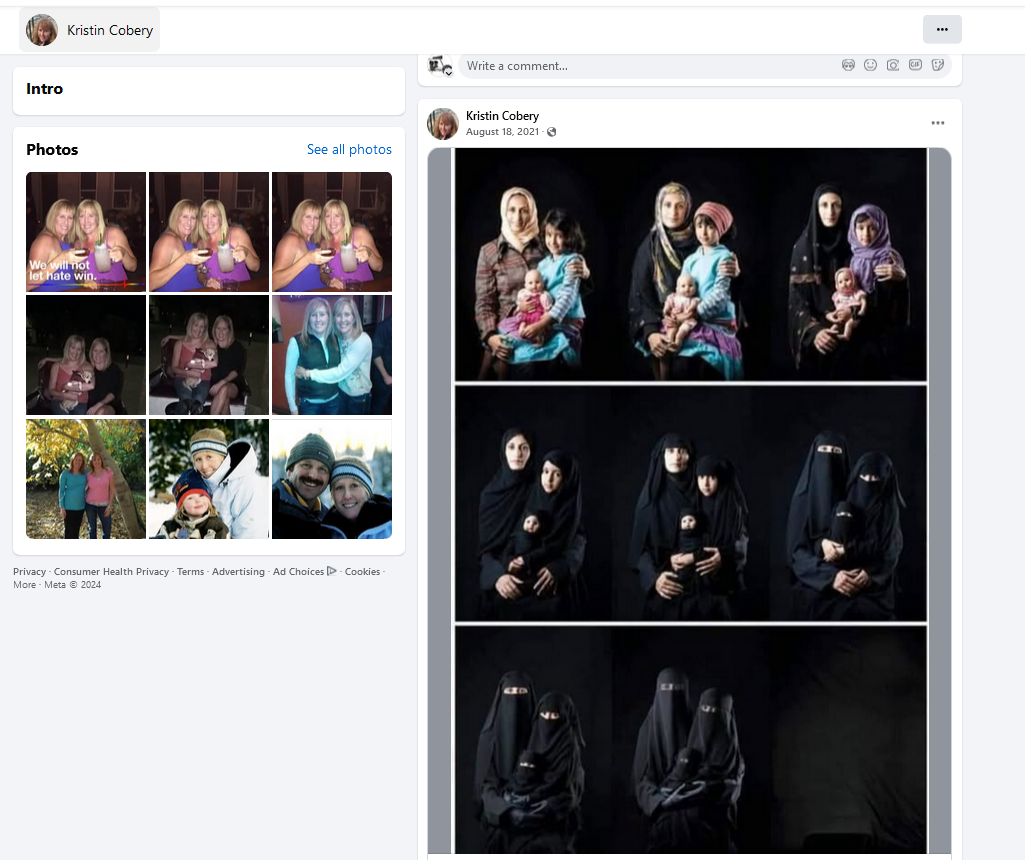 Kristin Cobery
Write a comment...
GIF
Intro
Photos
See all photos
We will not
let hate win.
Privacy · Consumer Health Privacy · Terms · Advertising · Ad Choices · Cookies ·
More · Meta © 2024
Kristin Cobery
August 18, 2021 ·